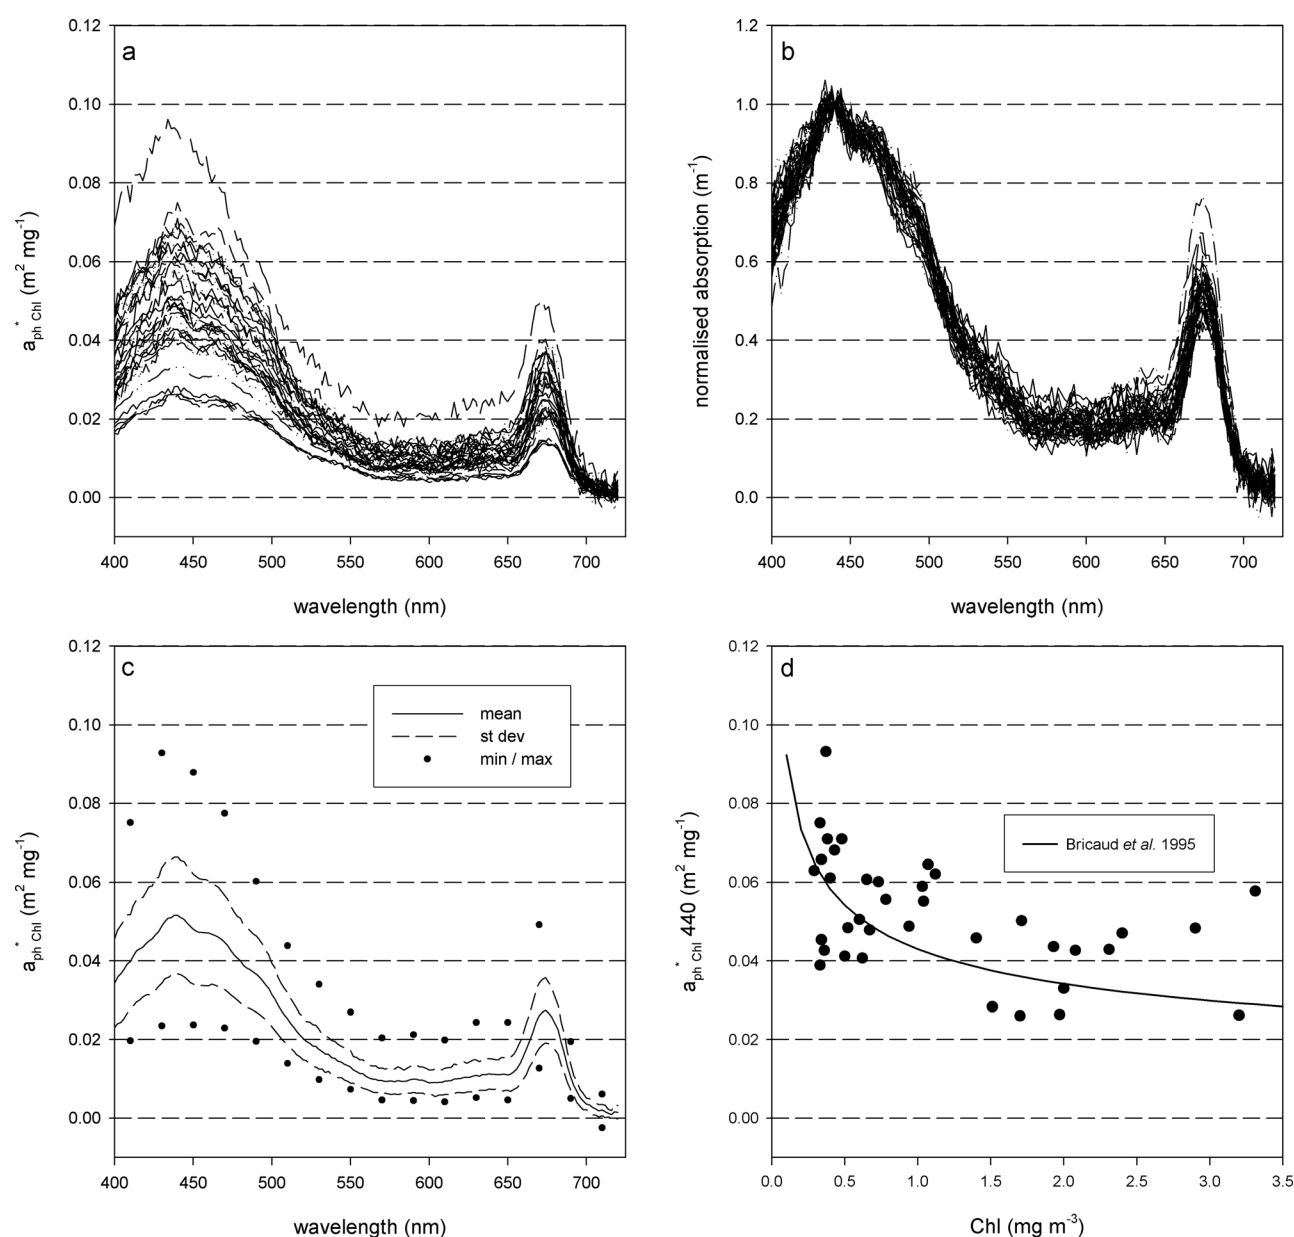 a
0.12
0.10
0.08
0.06
0.04
0.02
0.00
a*ph Chl (m² mg⁻¹)
400 450 500 550 600 650 700
wavelength (nm)
b
1.2
1.0
0.8
0.6
0.4
0.2
0.0
normalised absorption (m⁻¹)
400 450 500 550 600 650 700
wavelength (nm)
c
0.12
0.10
0.08
0.06
0.04
0.02
0.00
a*ph Chl (m² mg⁻¹)
mean
st dev
min / max
400 450 500 550 600 650 700
wavelength (nm)
d
0.12
0.10
0.08
0.06
0.04
0.02
0.00
a*ph Chl 440 (m² mg⁻¹)
Bricaud et al. 1995
0.0 0.5 1.0 1.5 2.0 2.5 3.0 3.5
Chl (mg m⁻³)